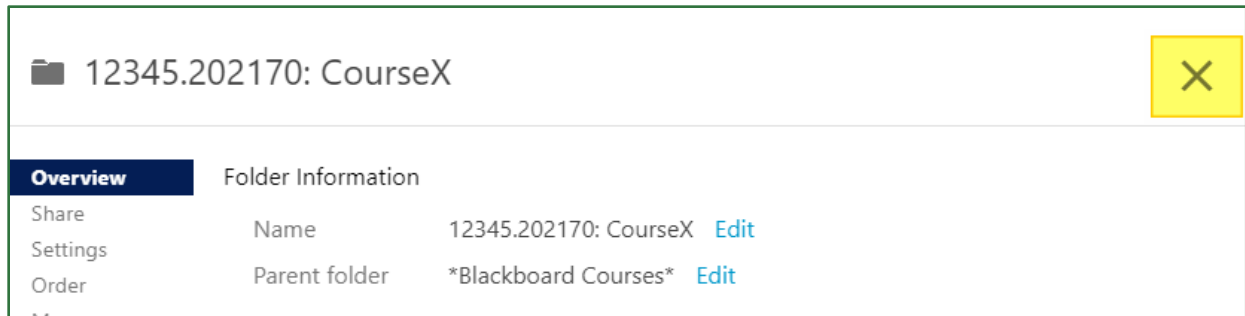 12345.202170: CourseX
Overview
Folder Information
Share
Name 12345.202170: CourseX Edit
Settings
Parent folder *Blackboard Courses* Edit
Order